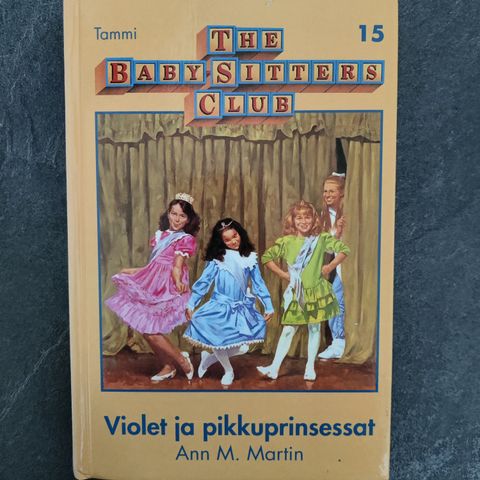 Tammi
15
THE
BABY-SITTERS
CLUB
Violet ja pikkuprinsessat
Ann M. Martin